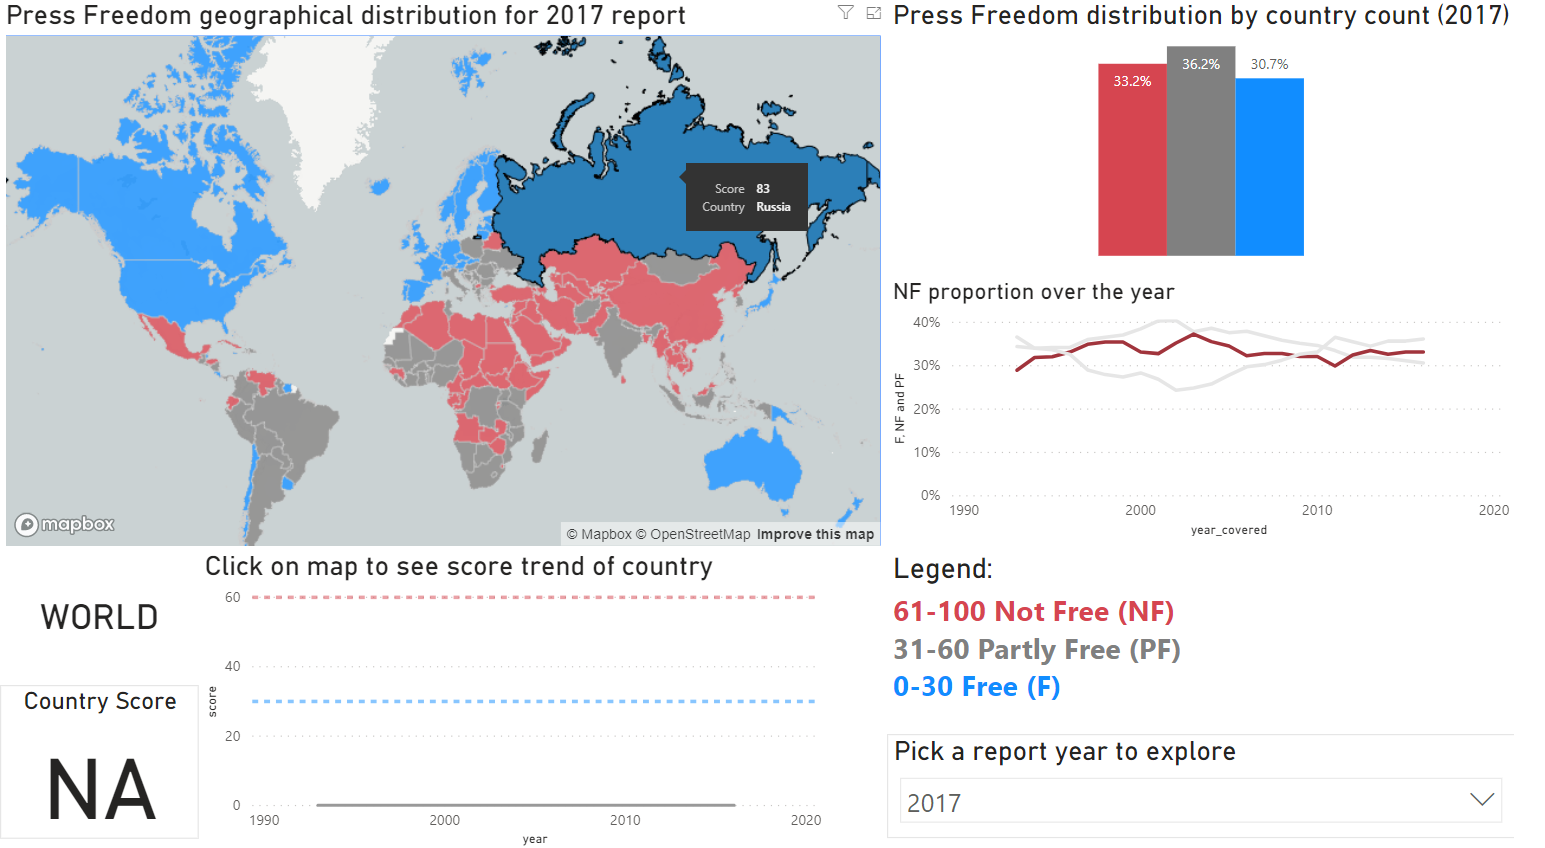 Press Freedom geographical distribution for 2017 report
Score 83
Country Russia
mapbox
© Mapbox © OpenStreetMap Improve this map
Press Freedom distribution by country count (2017)
33.2%
36.2%
30.7%
NF proportion over the year
F, NF and PF
40%
30%
20%
10%
0%
1990 2000 2010 2020
year_covered
WORLD
Country Score
NA
Click on map to see score trend of country
score
60
40
20
0
1990 2000 2010 2020
year
Legend:
61-100 Not Free (NF)
31-60 Partly Free (PF)
0-30 Free (F)
Pick a report year to explore
2017